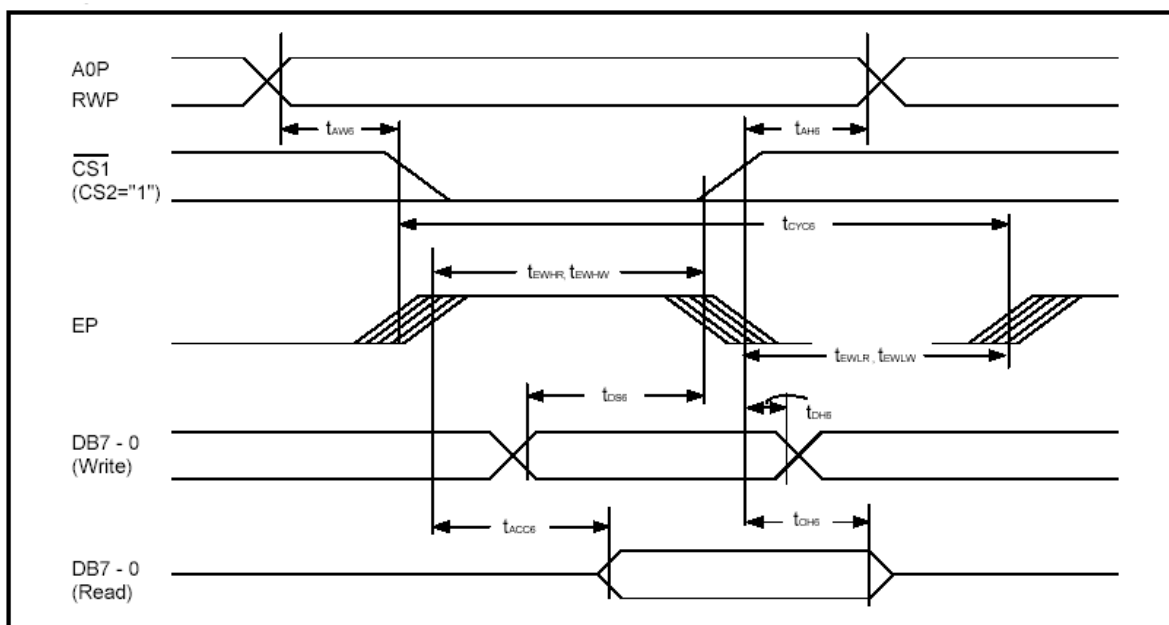 A0P
RWP
tAW6
tAH6
CS1
(CS2="1")
tCYC6
tEWHR, tEWHW
EP
tEWLR, tEWLW
tDS6
tDH6
DB7 - 0
(Write)
tACC6
tOH6
DB7 - 0
(Read)